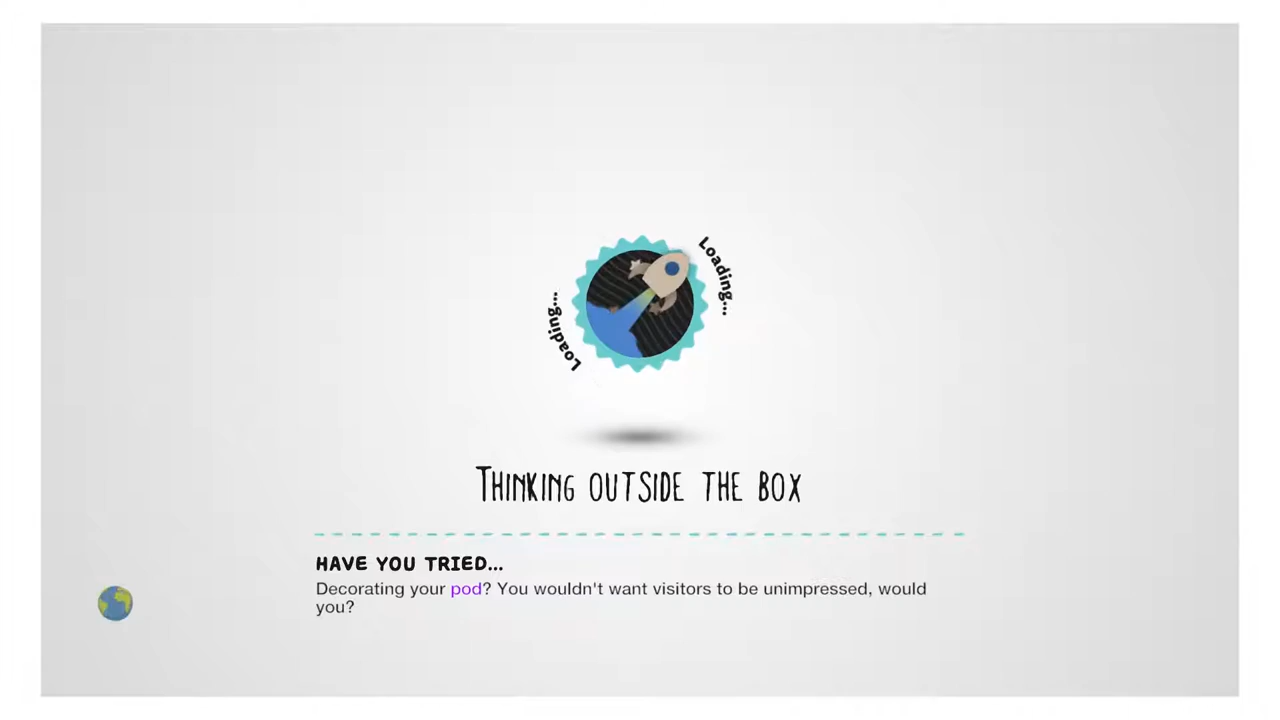 Loading...
Loading...
THINKING OUTSIDE THE BOX
HAVE YOU TRIED...
Decorating your pod? You wouldn't want visitors to be unimpressed, would
you?